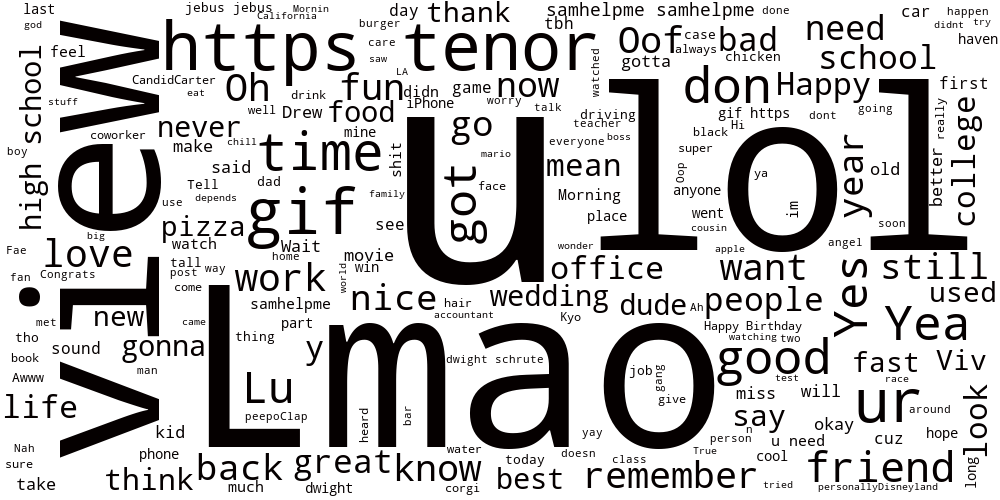 last
god
feel
jebus jebus
Mornin
California
day
thank
burger
care
saw
samhelpme samhelpme
done
tbh
Oof
case
always
bad
gotta
chicken
need
school
car
happen
didnt
try
haven
https
tenor
view
high school
CandidCarter
eat
stuff
Oh
drink
fun
LA
didn
game
now
iPhone
worry
talk
watched
driving
teacher
don
Happy
first
coworker
boy
never
make
well
Drew
food
chill
mine
go
u
lol
everyone
boss
gif https
Hi
dont
going
black
super
really
better
college
time
said
dad
shit
mario
mean
Oop
anyone
ya
year
old
Tell
depends
use
family
face
got
Morning
place
went
cousin
im
soon
gif
pizza
see
big
Fae
love
watch
Wait
home
movie
wonder
apple
angel
fan
Congrats
tall
post
way
come
world
win
work
office
want
Yes
still
used
samhelpme
nice
hair
accountant
wedding
Kyo
dude
Ah
people
met
new
came
part
thing
Happy Birthday
watching
two
Yea
tho
sound
gonna
y
Lmao
dwight schrute
good
fast
Viv
book
man
Awww
job
gang
give
test
race
Lu
peepoClap
miss
will
ur
around
life
heard
bar
say
okay
look
kid
yay
n
person
u need
cuz
hope
Nah
phone
water
doesn
True
cool
sure
back
great
know
today
class
friend
long
take
think
much
dwight
corgi
best
remember
tried
personallyDisneyland